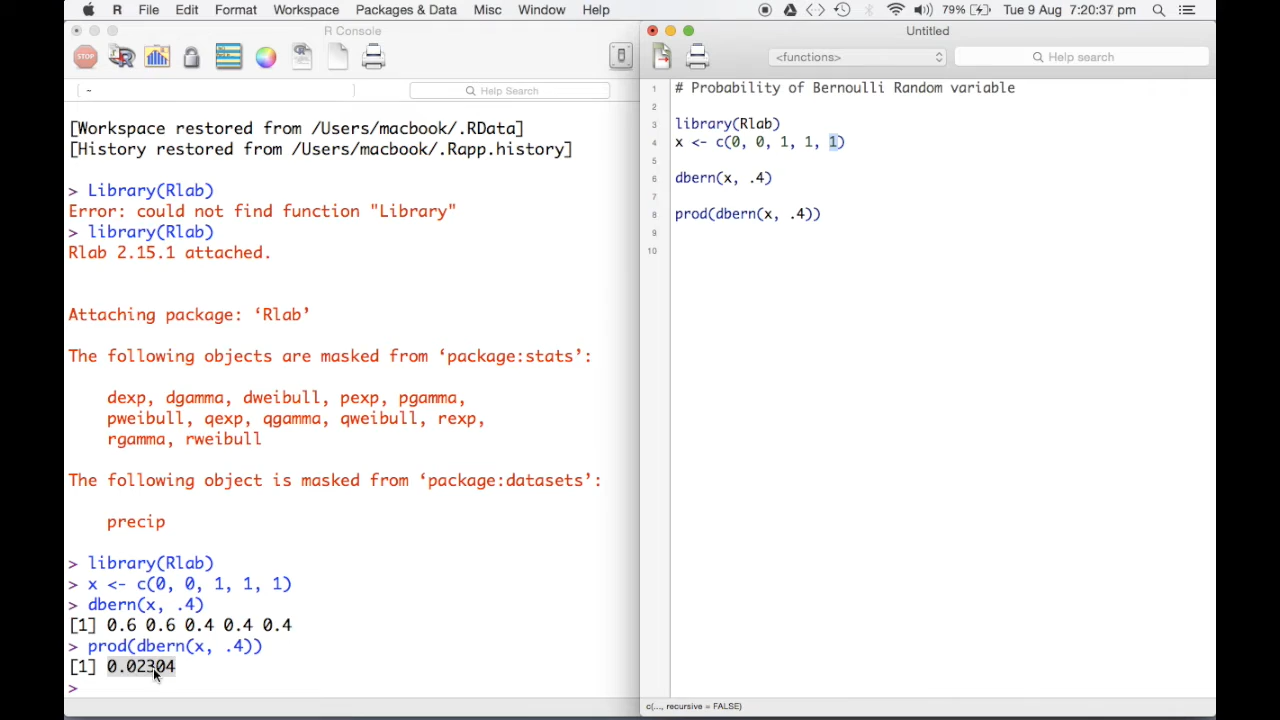 R File Edit Format Workspace Packages & Data Misc Window Help 79% Tue 9 Aug 7:20:37 pm
R Console
STOP
~
Help Search
[Workspace restored from /Users/macbook/.RData]
[History restored from /Users/macbook/.Rapp.history]
> Library(Rlab)
Error: could not find function "Library"
> library(Rlab)
Rlab 2.15.1 attached.
Attaching package: ‘Rlab’
The following objects are masked from ‘package:stats’:
dexp, dgamma, dweibull, pexp, pgamma,
pweibull, qexp, qgamma, qweibull, rexp,
rgamma, rweibull
The following object is masked from ‘package:datasets’:
precip
> library(Rlab)
> x <- c(0, 0, 1, 1, 1)
> dbern(x, .4)
[1] 0.6 0.6 0.4 0.4 0.4
> prod(dbern(x, .4))
[1] 0.02304
>
Untitled
<functions>
Help search
1 # Probability of Bernoulli Random variable
2
3 library(Rlab)
4 x <- c(0, 0, 1, 1, 1)
5
6 dbern(x, .4)
7
8 prod(dbern(x, .4))
9
10
c(..., recursive = FALSE)